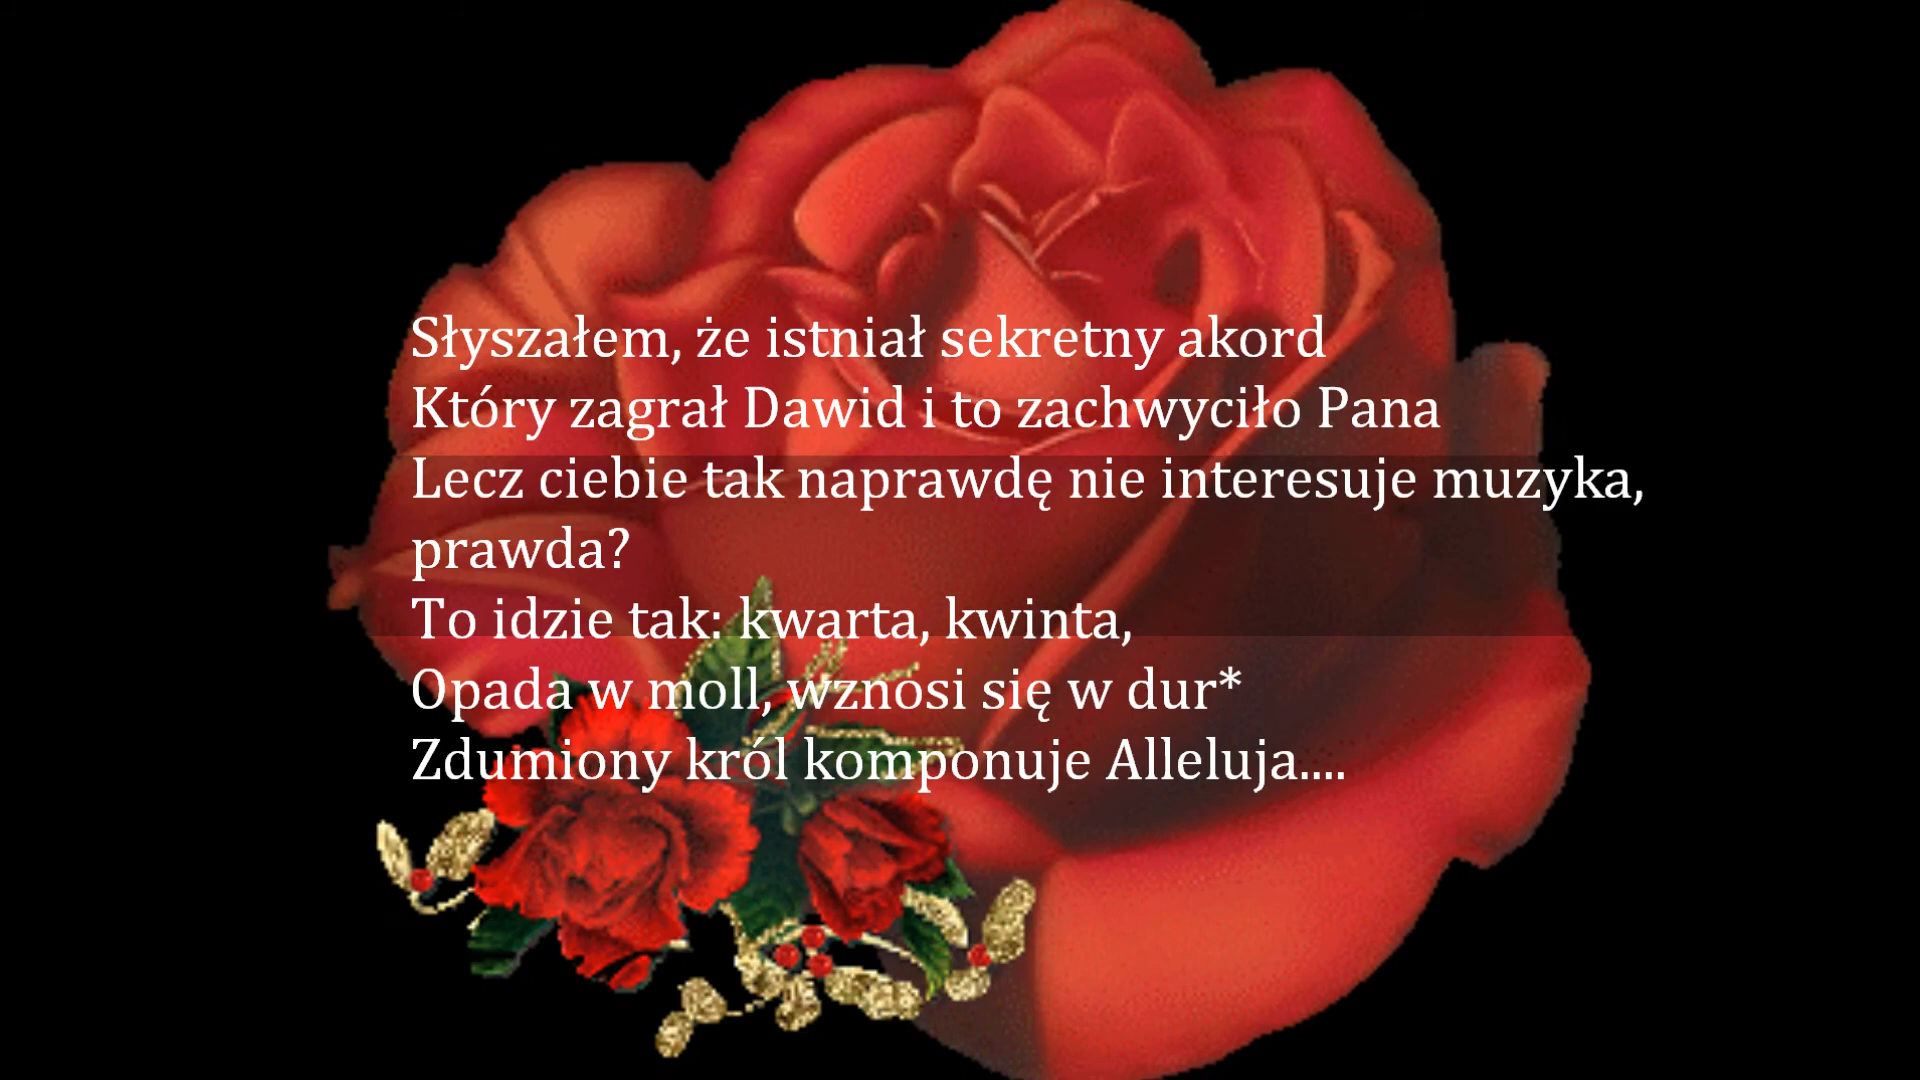 Słyszałem, że istniał sekretny akord
Który zagrał Dawid i to zachwyciło Pana
Lecz ciebie tak naprawdę nie interesuje muzyka,
prawda?
To idzie tak: kwarta, kwinta,
Opada w moll, wznosi się w dur*
Zdumiony król komponuje Alleluja....